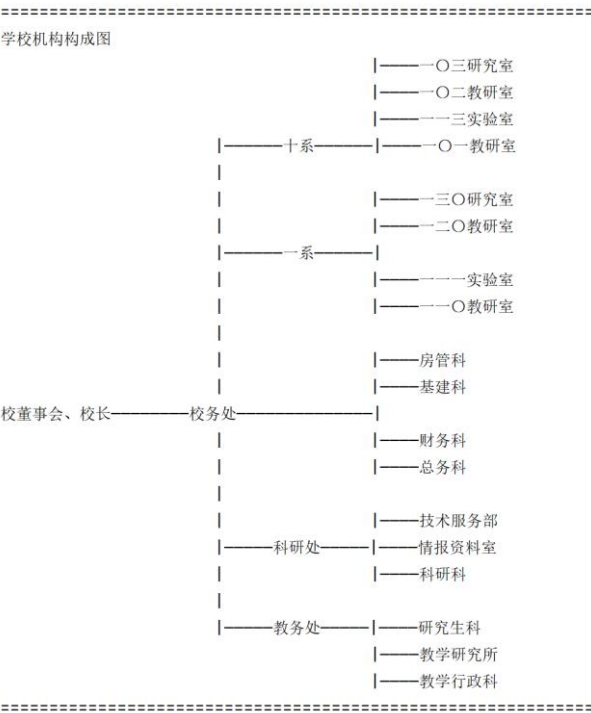 学校机构构成图
一〇三研究室
一〇二教研室
一一三实验室
十系 一〇一教研室
一三〇研究室
一二〇教研室
一系
一一一实验室
一一〇教研室
房管科
基建科
校董事会、校长 校务处
财务科
总务科
技术服务部
科研处 情报资料室
科研科
教务处 研究生科
教学研究所
教学行政科